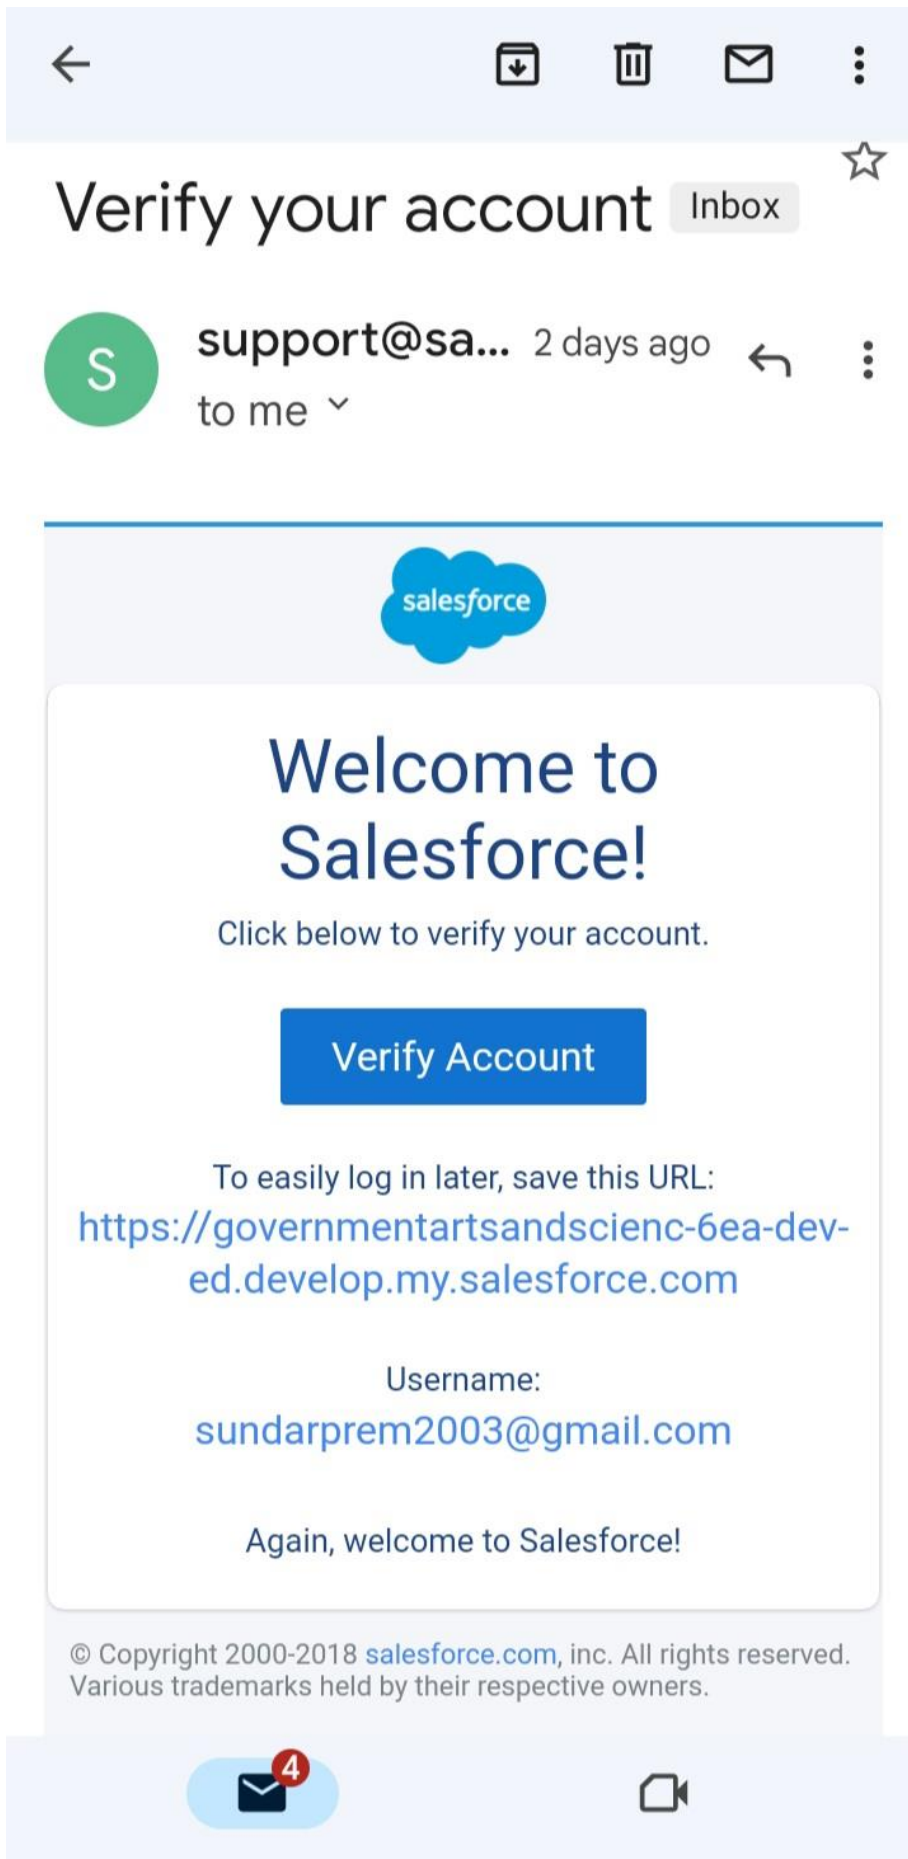 Verify your account Inbox
S
support@sa... 2 days ago
to me
salesforce
Welcome to
Salesforce!
Click below to verify your account.
Verify Account
To easily log in later, save this URL:
https://governmentartsandscienc-6ea-dev-
ed.develop.my.salesforce.com
Username:
sundarprem2003@gmail.com
Again, welcome to Salesforce!
© Copyright 2000-2018 salesforce.com, inc. All rights reserved.
Various trademarks held by their respective owners.
4